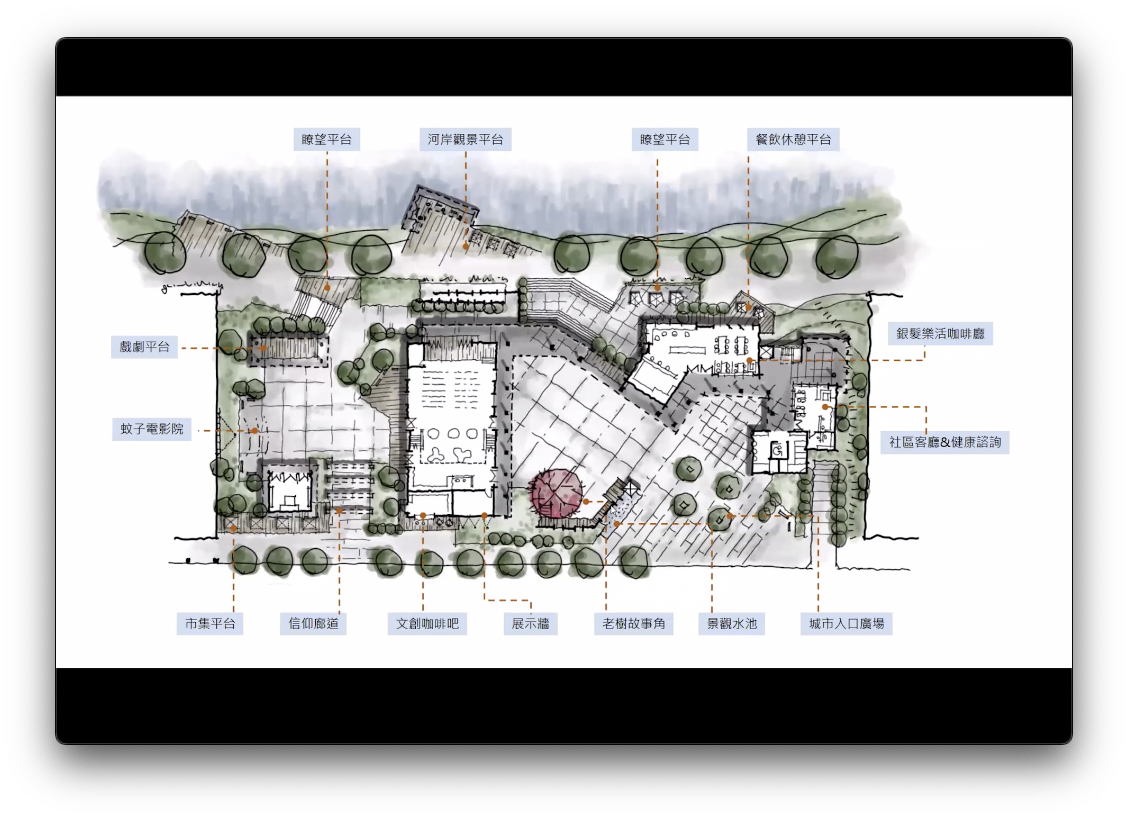 瞭望平台
河岸觀景平台
瞭望平台
餐飲休憩平台
銀髮樂活咖啡廳
戲劇平台
蚊子電影院
社區客廳&健康諮詢
市集平台
信仰廊道
文創咖啡吧
展示牆
老樹故事角
景觀水池
城市入口廣場